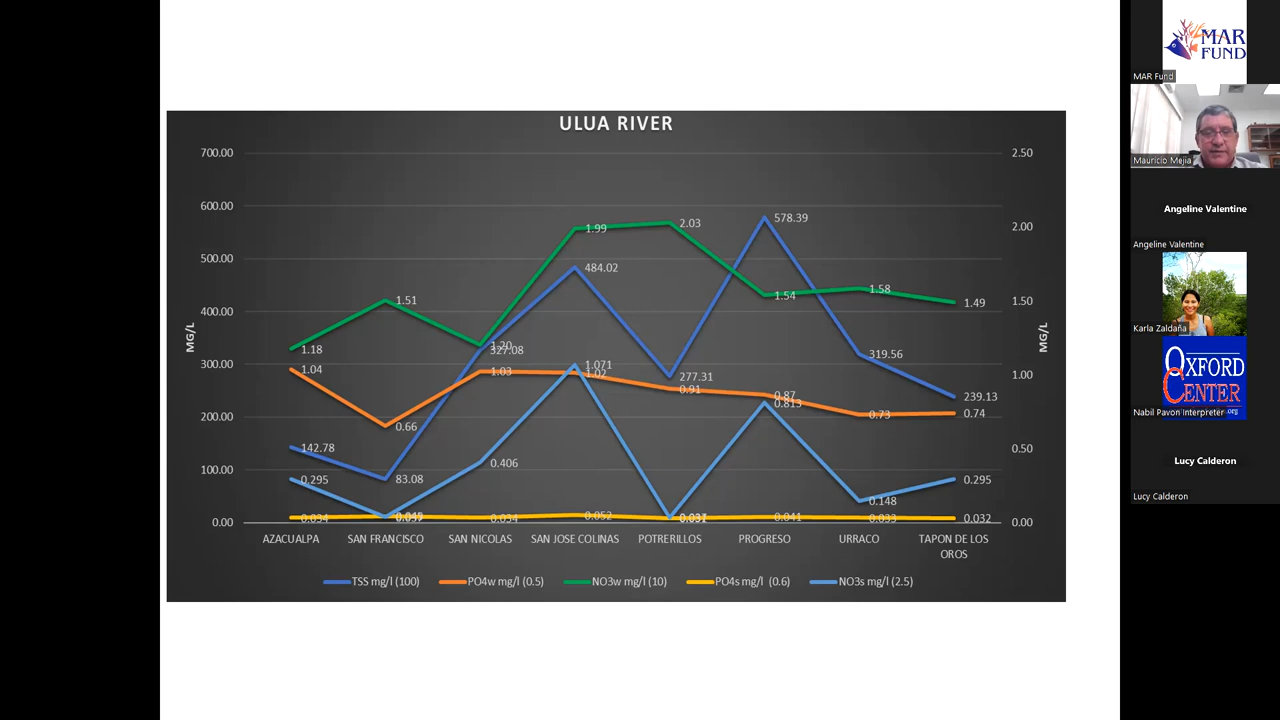 ULUA RIVER
700.00
600.00
500.00
400.00
300.00
200.00
100.00
0.00
MG/L
2.50
2.00
1.50
1.00
0.50
0.00
MG/L
1.18
1.51
1.20
1.99
2.03
1.54
1.58
1.49
142.78
83.08
327.08
484.02
277.31
578.39
319.56
239.13
1.04
0.66
1.03
1.02
0.91
0.87
0.73
0.74
0.295
0.406
1.071
0.813
0.148
0.295
0.034
0.034
0.052
0.041
0.033
0.032
AZACUALPA
SAN FRANCISCO
SAN NICOLAS
SAN JOSE COLINAS
POTRERILLOS
PROGRESO
URRACO
TAPON DE LOS
OROS
TSS mg/l (100)
PO4w mg/l (0.5)
NO3w mg/l (10)
PO4s mg/l (0.6)
NO3s mg/l (2.5)
MAR
FUND
MAR Fund
Mauricio Mejia
Angeline Valentine
Angeline Valentine
Karla Zaldaña
OXFORD
CENTER
.org
Nabil Pavon Interpreter
Lucy Calderon
Lucy Calderon